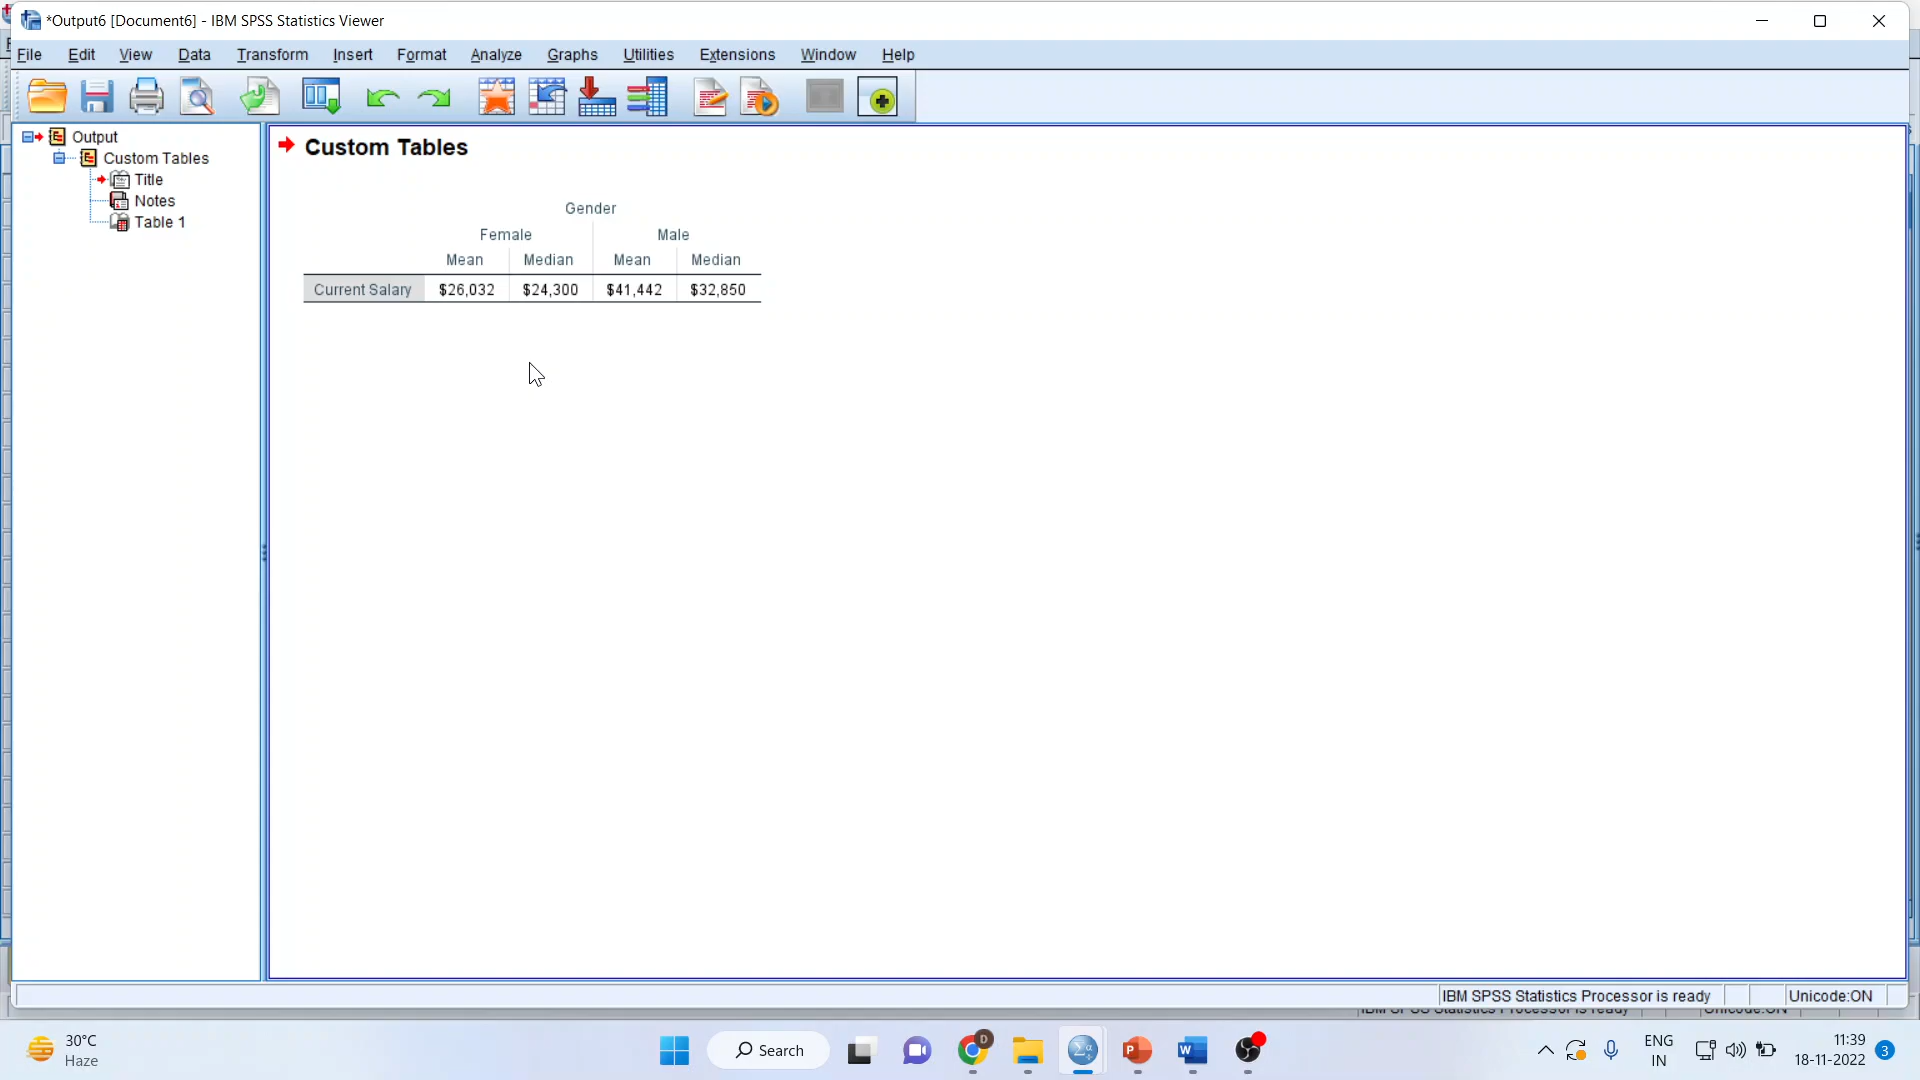 *Output6 [Document6] - IBM SPSS Statistics Viewer
File Edit View Data Transform Insert Format Analyze Graphs Utilities Extensions Window Help
Output
Custom Tables
Title
Notes
Table 1
Custom Tables
Gender
Female Male
Mean Median Mean Median
Current Salary $26,032 $24,300 $41,442 $32,850
IBM SPSS Statistics Processor is ready Unicode:ON
30°C
Haze
Search
D
ENG
IN
11:39
18-11-2022
3